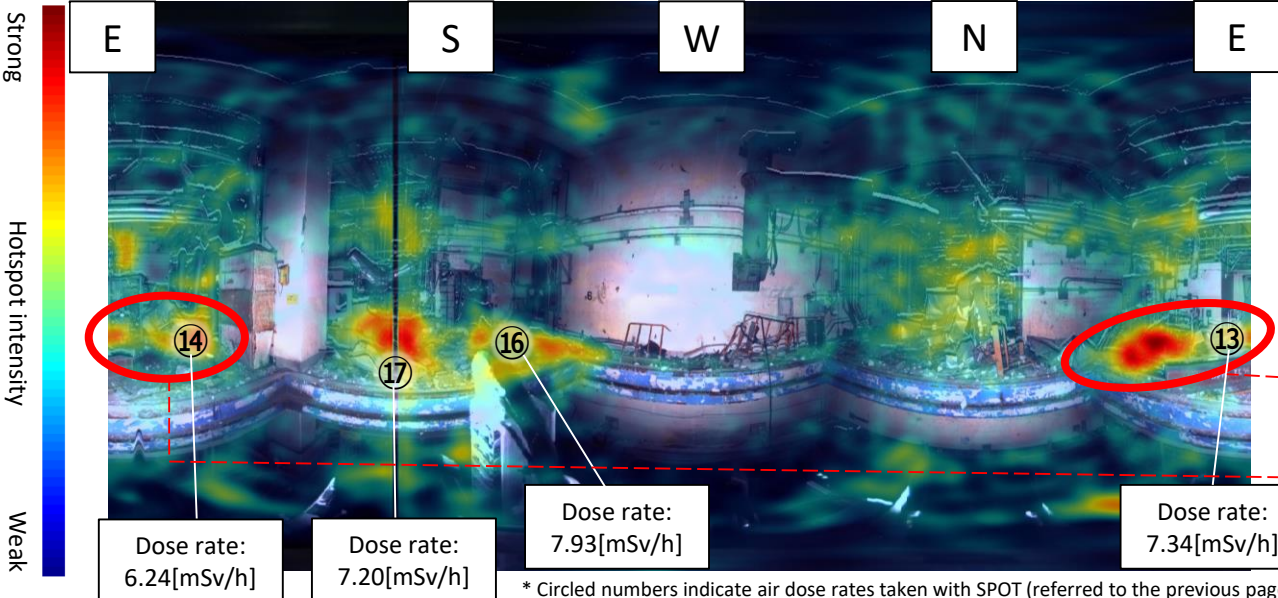 Strong
Hotspot intensity
Weak
E
S
W
N
E
14
17
16
13
Dose rate:
6.24[mSv/h]
Dose rate:
7.20[mSv/h]
Dose rate:
7.93[mSv/h]
Dose rate:
7.34[mSv/h]
* Circled numbers indicate air dose rates taken with SPOT (referred to the previous pag